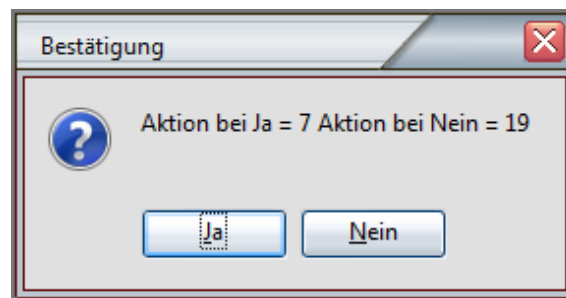 Bestätigung
Aktion bei Ja = 7 Aktion bei Nein = 19
Ja
Nein